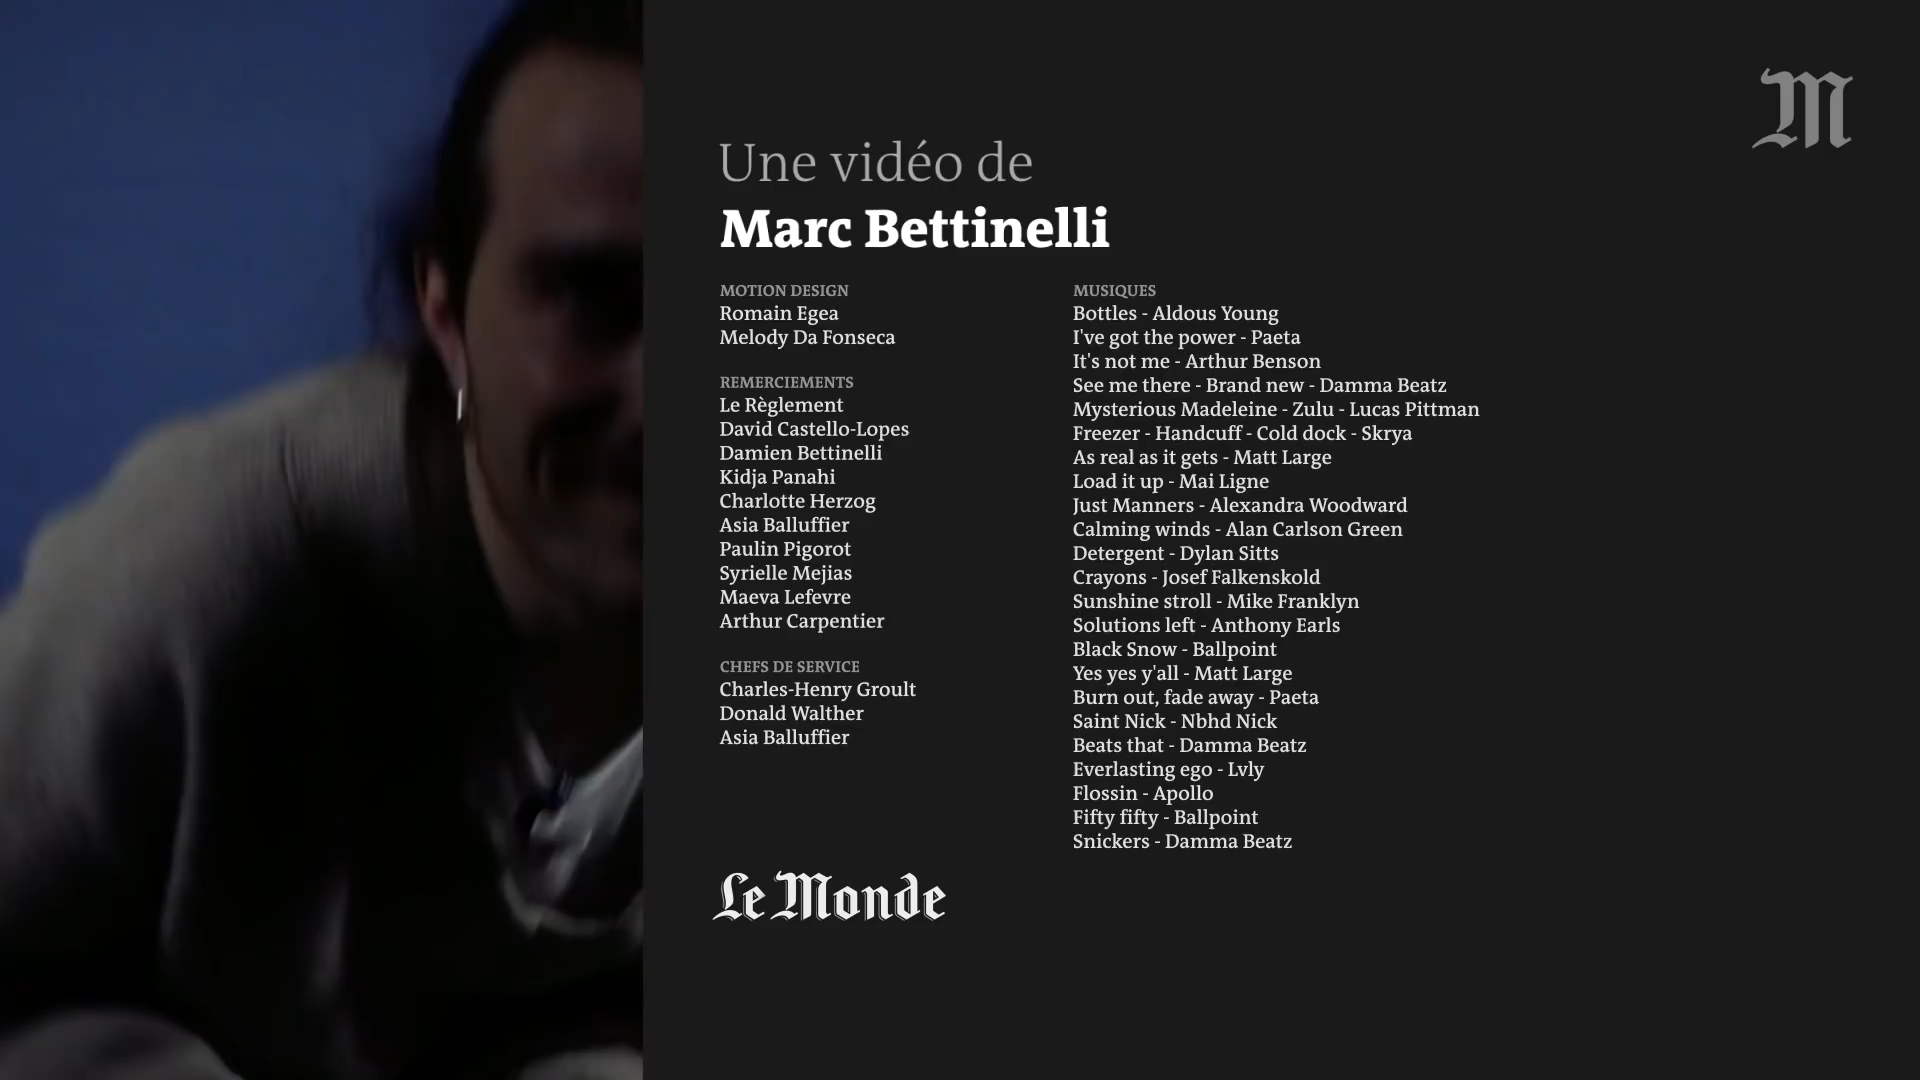 M
Une vidéo de
Marc Bettinelli
MOTION DESIGN
Romain Egea
Melody Da Fonseca
REMERCIEMENTS
Le Règlement
David Castello-Lopes
Damien Bettinelli
Kidja Panahi
Charlotte Herzog
Asia Balluffier
Paulin Pigorot
Syrielle Mejias
Maeva Lefevre
Arthur Carpentier
CHEFS DE SERVICE
Charles-Henry Groult
Donald Walther
Asia Balluffier
MUSIQUES
Bottles - Aldous Young
I've got the power - Paeta
It's not me - Arthur Benson
See me there - Brand new - Damma Beatz
Mysterious Madeleine - Zulu - Lucas Pittman
Freezer - Handcuff - Cold dock - Skrya
As real as it gets - Matt Large
Load it up - Mai Ligne
Just Manners - Alexandra Woodward
Calming winds - Alan Carlson Green
Detergent - Dylan Sitts
Crayons - Josef Falkenskold
Sunshine stroll - Mike Franklyn
Solutions left - Anthony Earls
Black Snow - Ballpoint
Yes yes y'all - Matt Large
Burn out, fade away - Paeta
Saint Nick - Nbhd Nick
Beats that - Damma Beatz
Everlasting ego - Lvly
Flossin - Apollo
Fifty fifty - Ballpoint
Snickers - Damma Beatz
Le Monde